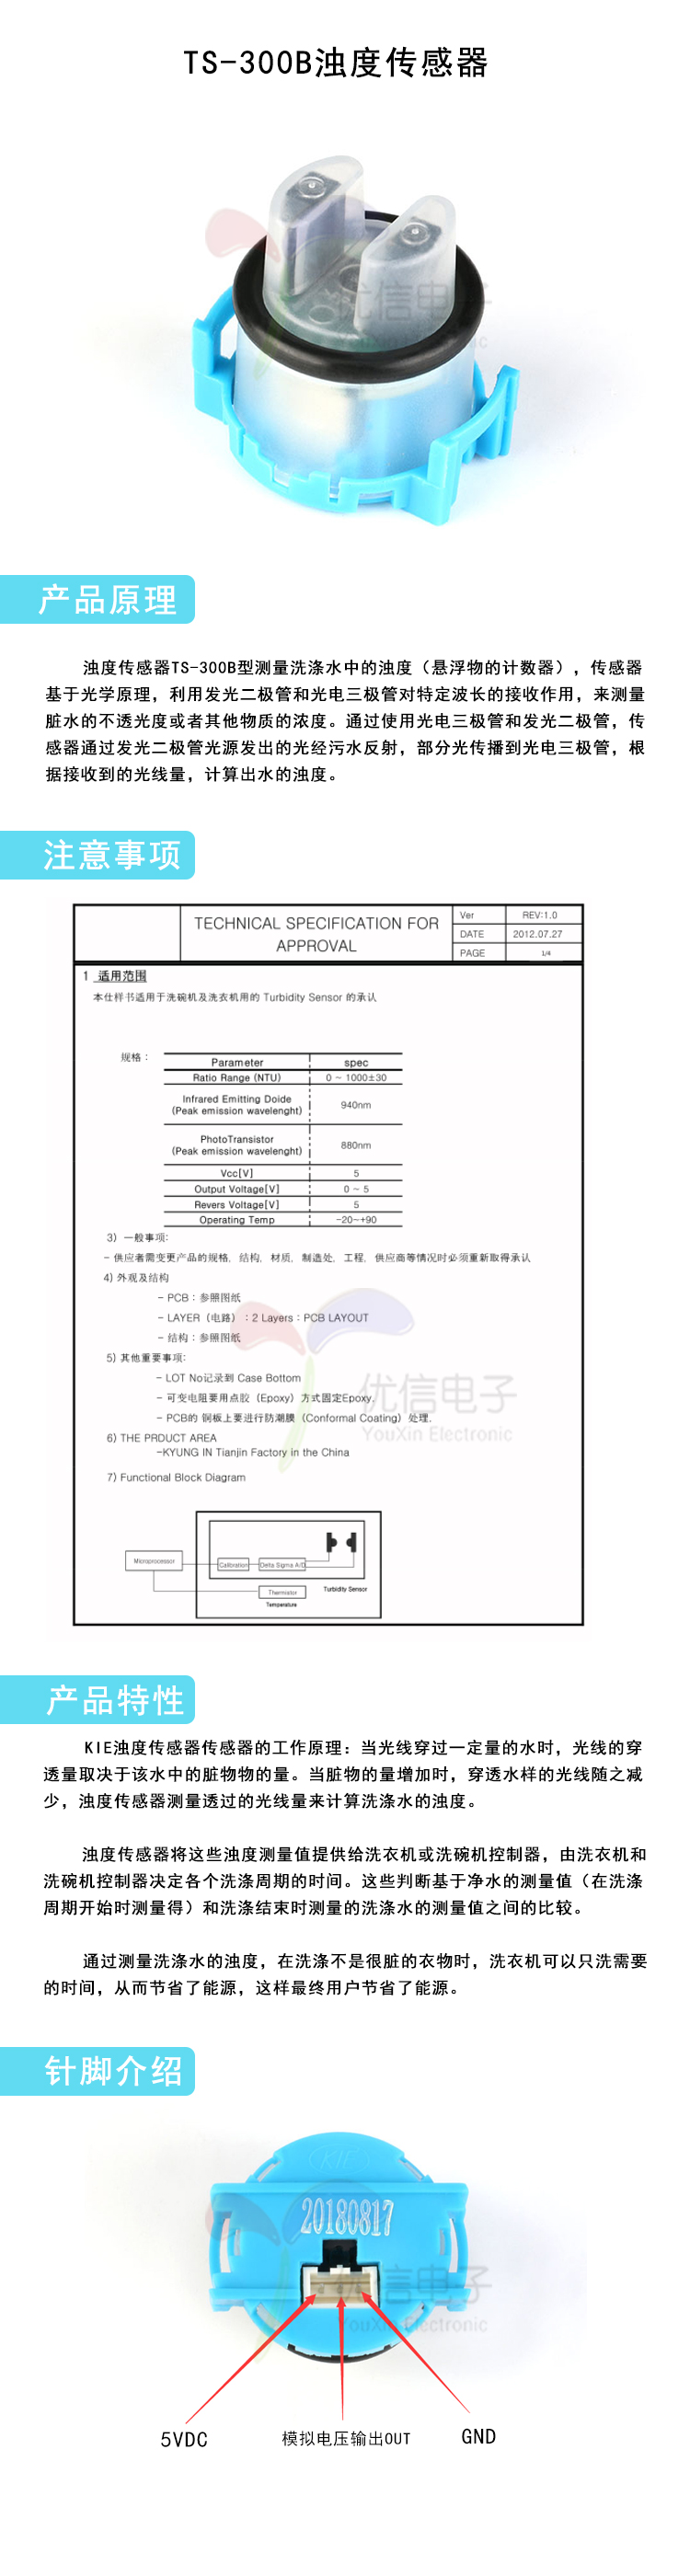 TS-300B浊度传感器
优信电子
产品原理
浊度传感器TS-300B型测量洗涤水中的浊度（悬浮物的计数器），传感器
基于光学原理，利用发光二极管和光电三极管对特定波长的接收作用，来测量
脏水的不透光度或者其他物质的浓度。通过使用光电三极管和发光二极管，传
感器通过发光二极管光源发出的光经污水反射，部分光传播到光电三极管，根
据接收到的光线量，计算出水的浊度。
注意事项
TECHNICAL SPECIFICATION FOR
APPROVAL
Ver REV:1.0
DATE 2012.07.27
PAGE 1/4
1 适用范围
本仕样书适用于洗碗机及洗衣机用的 Turbidity Sensor 的承认
规格：
Parameter spec
Ratio Range (NTU) 0 ~ 1000±30
Infrared Emitting Doide
(Peak emission wavelenght) 940nm
PhotoTransistor
(Peak emission wavelenght) 880nm
Vcc[V] 5
Output Voltage[V] 0 ~ 5
Revers Voltage[V] 5
Operating Temp -20~+90
3) 一般事项:
- 供应者需变更产品的规格, 结构, 材质, 制造处, 工程, 供应商等情况时必须重新取得承认
4) 外观及结构
- PCB : 参照图纸
- LAYER (电路) : 2 Layers : PCB LAYOUT
- 结构 : 参照图纸
5) 其他重要事项:
- LOT No记录到 Case Bottom
- 可变电阻要用点胶 (Epoxy) 方式固定Epoxy.
- PCB的 铜板上要进行防潮膜 (Conformal Coating) 处理.
6) THE PRDUCT AREA
-KYUNG IN Tianjin Factory in the China
7) Functional Block Diagram
优信电子
YouXin Electronic
Microprocessor
Calibration
Delta Sigma A/D
Turbidity Sensor
Thermistor
Temperature
产品特性
KIE浊度传感器传感器的工作原理：当光线穿过一定量的水时，光线的穿
透量取决于该水中的脏物物的量。当脏物的量增加时，穿透水样的光线随之减
少，浊度传感器测量透过的光线量来计算洗涤水的浊度。
浊度传感器将这些浊度测量值提供给洗衣机或洗碗机控制器，由洗衣机和
洗碗机控制器决定各个洗涤周期的时间。这些判断基于净水的测量值（在洗涤
周期开始时测量得）和洗涤结束时测量的洗涤水的测量值之间的比较。
通过测量洗涤水的浊度，在洗涤不是很脏的衣物时，洗衣机可以只洗需要
的时间，从而节省了能源，这样最终用户节省了能源。
针脚介绍
KIE
20180817
信电子
YouXin Electronic
5VDC
模拟电压输出OUT
GND